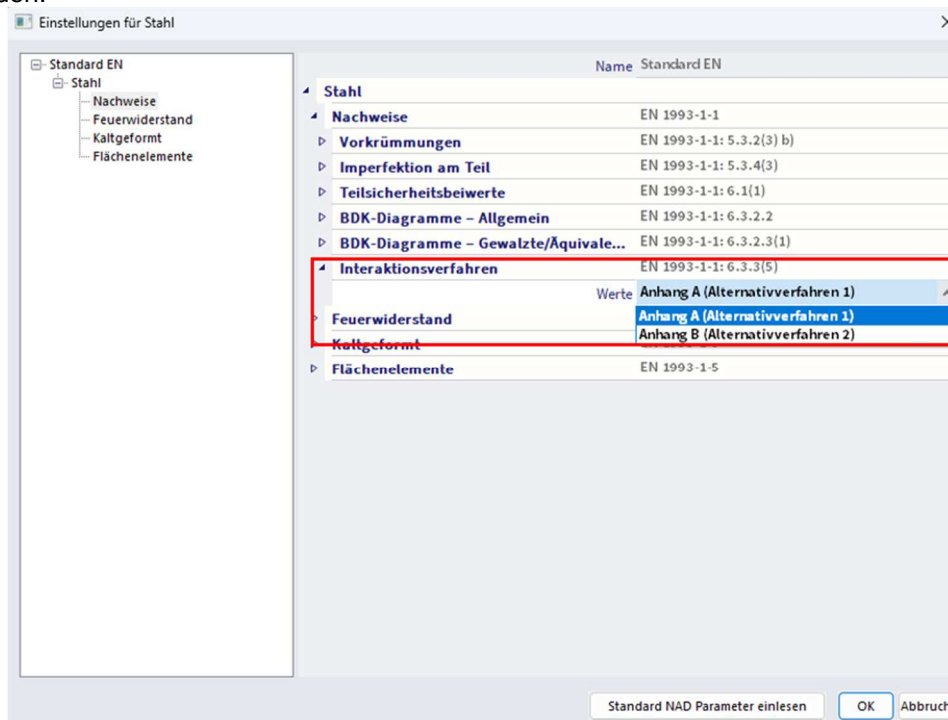 Einstellungen für Stahl
Standard EN
Stahl
Nachweise
Feuerwiderstand
Kaltgeformt
Flächenelemente
Name Standard EN
Stahl
Nachweise EN 1993-1-1
Vorkrümmungen EN 1993-1-1: 5.3.2(3) b)
Imperfektion am Teil EN 1993-1-1: 5.3.4(3)
Teilsicherheitsbeiwerte EN 1993-1-1: 6.1(1)
BDK-Diagramme – Allgemein EN 1993-1-1: 6.3.2.2
BDK-Diagramme – Gewalzte/Äquivale... EN 1993-1-1: 6.3.2.3(1)
Interaktionsverfahren EN 1993-1-1: 6.3.3(5)
Werte Anhang A (Alternativverfahren 1)
Feuerwiderstand Anhang A (Alternativverfahren 1)
Anhang B (Alternativverfahren 2)
Kaltgeformt
Flächenelemente EN 1993-1-5
Standard NAD Parameter einlesen OK Abbruch